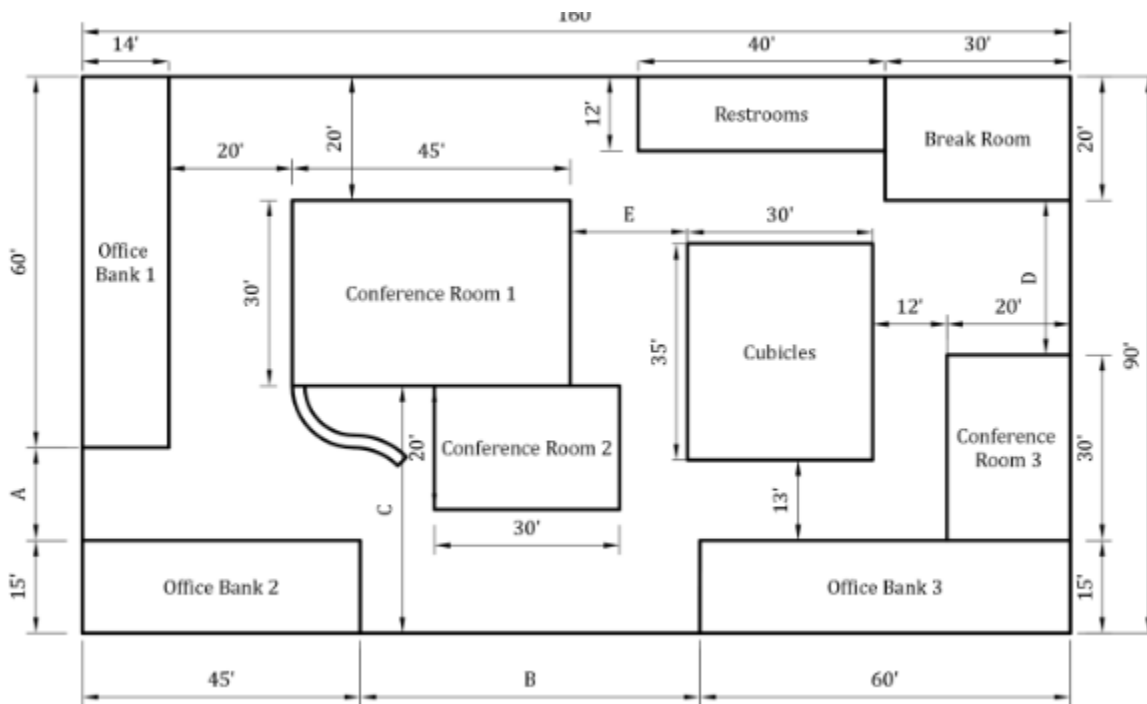 160'
14'
40'
30'
12'
Restrooms
20'
Break Room
20'
20'
45'
E
30'
60'
Office
Bank 1
30'
Conference Room 1
D
12'
20'
35'
Cubicles
90'
20'
Conference Room 2
Conference
Room 3
30"
A
C
13'
30'
15'
Office Bank 2
Office Bank 3
15'
45'
B
60'